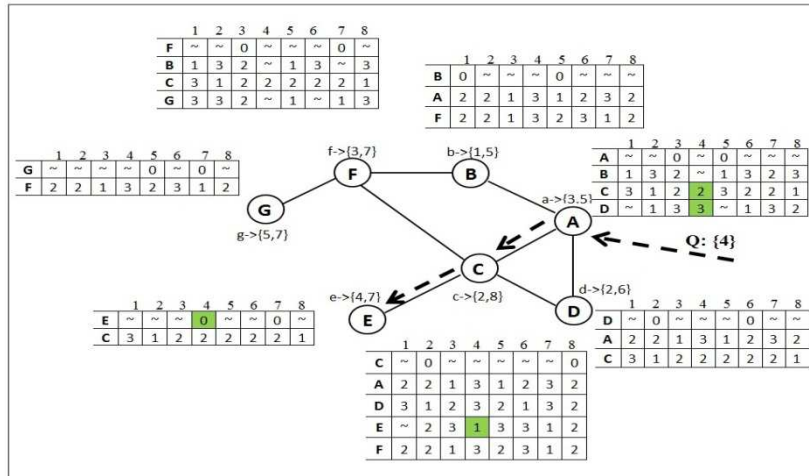 1 2 3 4 5 6 7 8
F ~ ~ 0 ~ ~ ~ 0 ~
B 1 3 2 ~ 1 3 ~ 3
C 3 1 2 2 2 2 2 1
G 3 3 2 ~ 1 ~ 1 3
1 2 3 4 5 6 7 8
B 0 ~ ~ ~ 0 ~ ~ ~
A 2 2 1 3 1 2 3 2
F 2 2 1 3 2 3 1 2
1 2 3 4 5 6 7 8
G ~ ~ ~ ~ 0 ~ 0 ~
F 2 2 1 3 2 3 1 2
1 2 3 4 5 6 7 8
A ~ ~ 0 ~ 0 ~ ~ ~
B 1 3 2 ~ 1 3 2 3
C 3 1 2 2 3 2 2 1
D ~ 1 3 3 ~ 1 3 2
f->{3,7}
F
b->{1,5}
B
G
g->{5,7}
a->{3.5}
A
Q: {4}
C
c->{2,8}
e->{4,7}
E
d->{2,6}
D
1 2 3 4 5 6 7 8
E ~ ~ ~ 0 ~ ~ 0 ~
C 3 1 2 2 2 2 2 1
1 2 3 4 5 6 7 8
D ~ 0 ~ ~ ~ 0 ~ ~
A 2 2 1 3 1 2 3 2
C 3 1 2 2 2 2 2 1
1 2 3 4 5 6 7 8
C ~ 0 ~ ~ ~ ~ ~ 0
A 2 2 1 3 1 2 3 2
D 3 1 2 3 2 1 3 2
E ~ 2 3 1 3 3 1 2
F 2 2 1 3 2 3 1 2